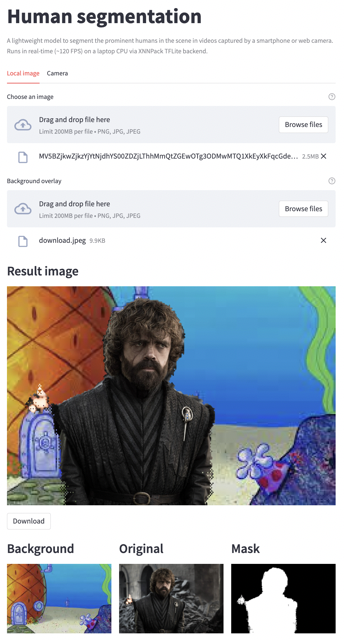 Human segmentation
A lightweight model to segment the prominent humans in the scene in videos captured by a smartphone or web camera.
Runs in real-time (~120 FPS) on a laptop CPU via XNNPack TFLite backend.
Local image Camera
Choose an image
Drag and drop file here
Limit 200MB per file • PNG, JPG, JPEG
Browse files
2.5MB
Background overlay
Drag and drop file here
Limit 200MB per file • PNG, JPG, JPEG
Browse files
download.jpeg 9.9KB
Result image
Download
Background Original Mask